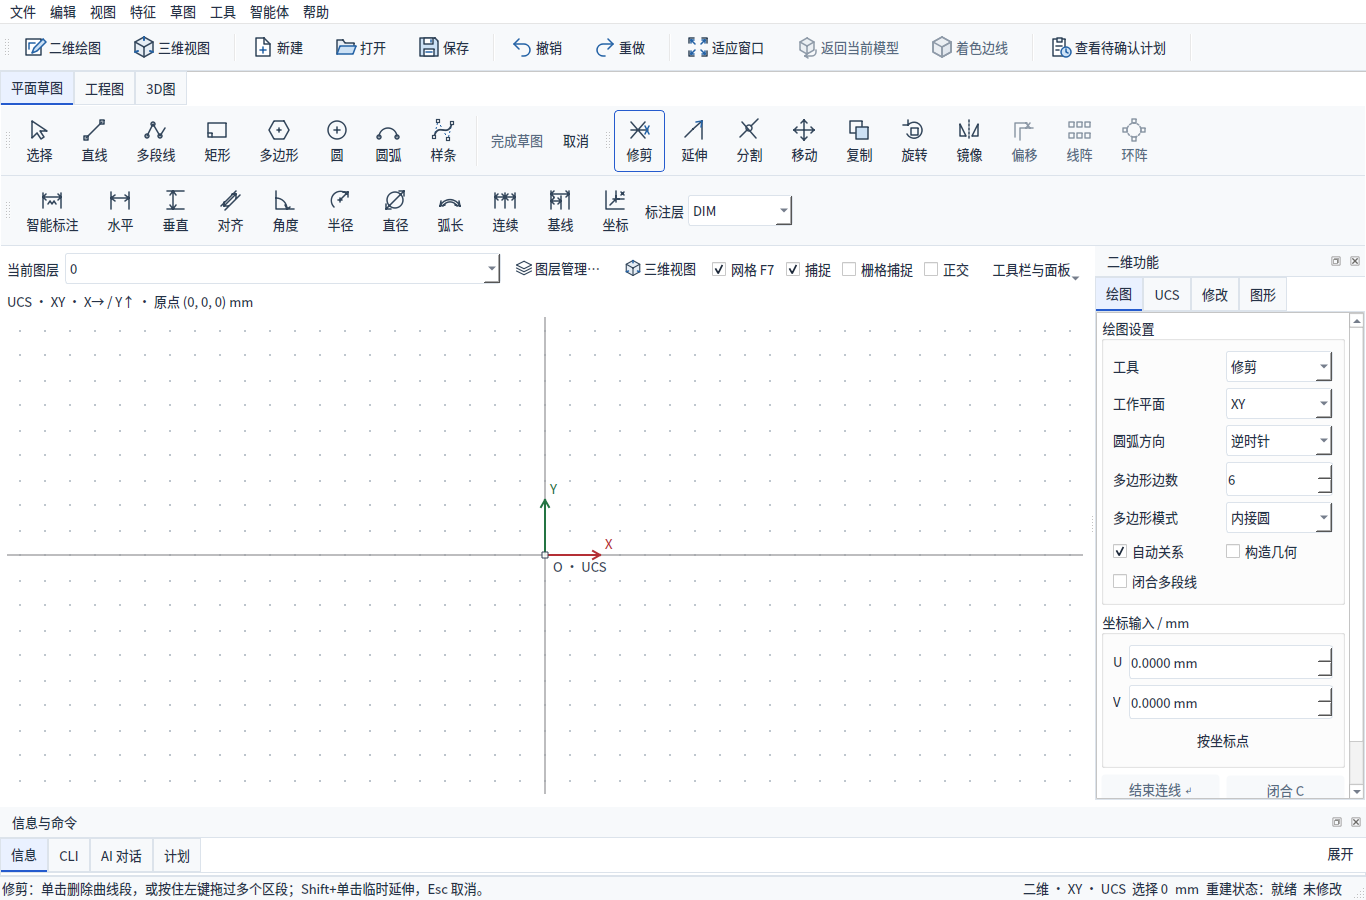 文件 编辑 视图 特征 草图 工具 智能体 帮助
二维绘图 三维视图 新建 打开 保存 撤销 重做 适应窗口 返回当前模型 着色边线 查看待确认计划
平面草图 工程图 3D图
选择 直线 多段线 矩形 多边形 圆 圆弧 样条 完成草图 取消 修剪 延伸 分割 移动 复制 旋转 镜像 偏移 线阵 环阵
智能标注 水平 垂直 对齐 角度 半径 直径 弧长 连续 基线 坐标 标注层 DIM
当前图层 0 图层管理… 三维视图 网格 F7 捕捉 栅格捕捉 正交 工具栏与面板
UCS · XY · X→ / Y↑ · 原点 (0, 0, 0) mm
Y
X
O · UCS
二维功能
绘图 UCS 修改 图形
绘图设置
工具 修剪
工作平面 XY
圆弧方向 逆时针
多边形边数 6
多边形模式 内接圆
自动关系 构造几何
闭合多段线
坐标输入 / mm
U 0.0000 mm
V 0.0000 mm
按坐标点
结束连线 ↲ 闭合 C
信息与命令
信息 CLI AI 对话 计划 展开
修剪：单击删除曲线段，或按住左键拖过多个区段；Shift+单击临时延伸，Esc 取消。 二维 · XY · UCS 选择 0 mm 重建状态：就绪 未修改